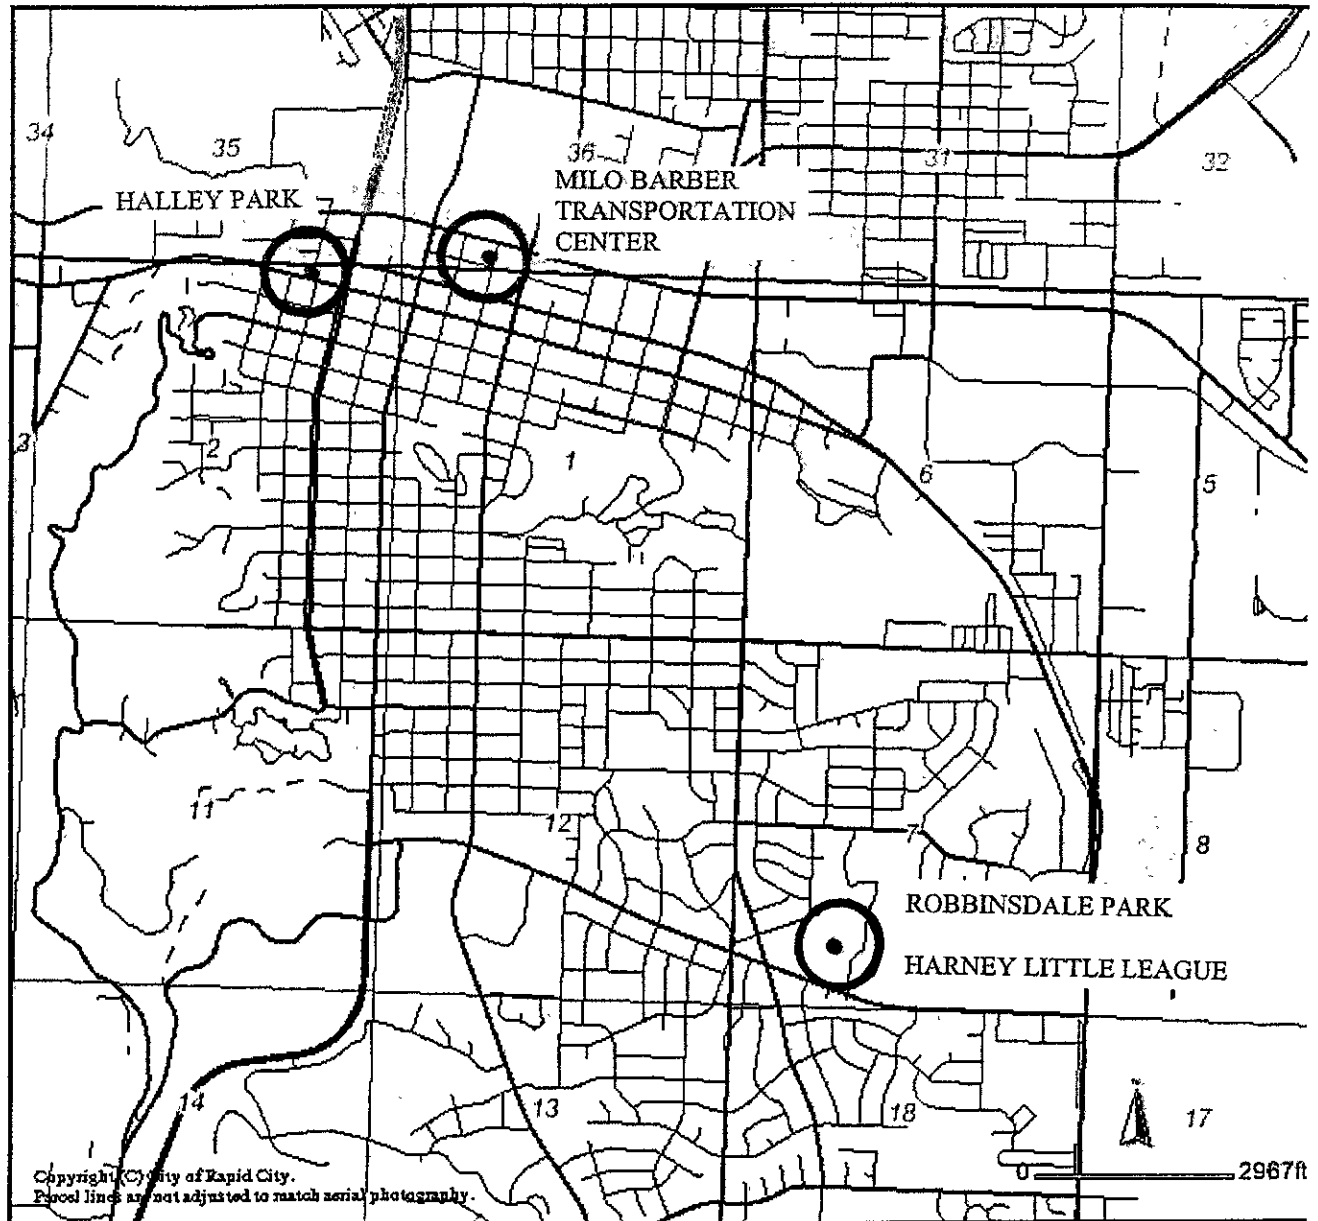 34
35
36
31
32
HALLEY PARK
MILO BARBER
TRANSPORTATION
CENTER
3
2
1
6
5
11
12
7
8
ROBBINSDALE PARK
HARNEY LITTLE LEAGUE
14
13
18
17
Copyright (C) City of Rapid City.
Parcel lines are not adjusted to match aerial photography.
0 2967ft